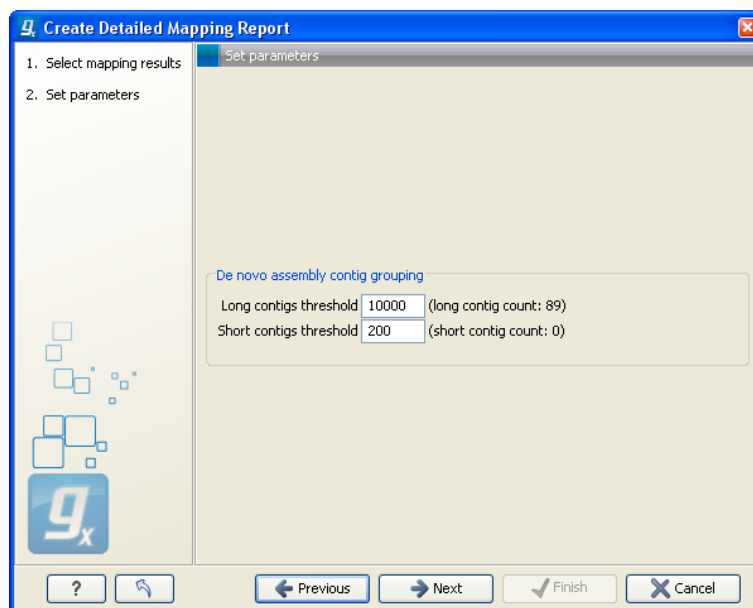 gx Create Detailed Mapping Report
1. Select mapping results
2. Set parameters
Set parameters
De novo assembly contig grouping
Long contigs threshold 10000 (long contig count: 89)
Short contigs threshold 200 (short contig count: 0)
gx
? Previous Next Finish Cancel